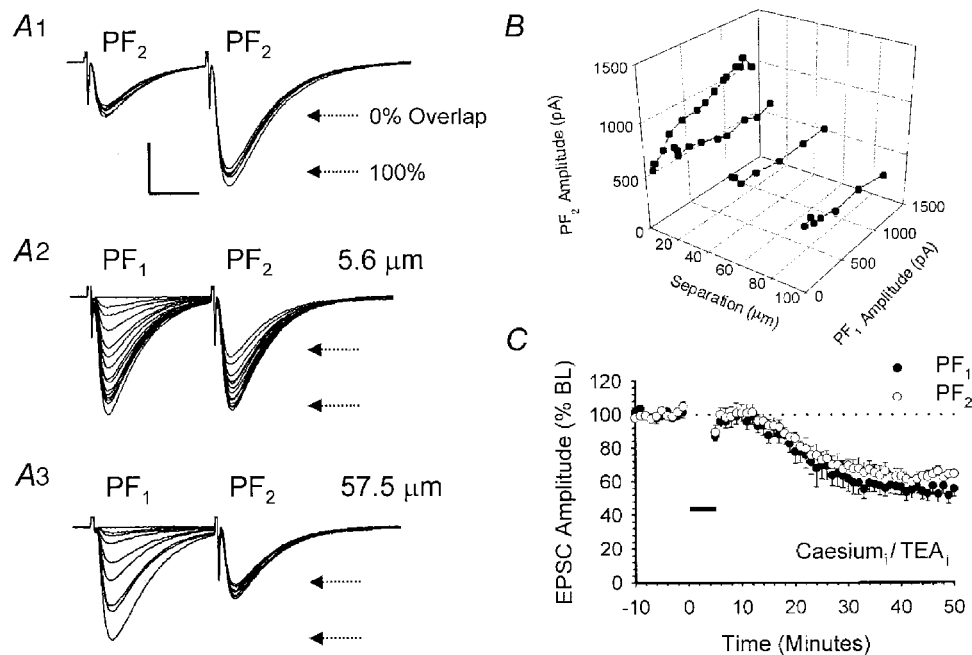 A1
PF2 PF2
0% Overlap
100%
A2
PF1 PF2 5.6 μm
A3
PF1 PF2 57.5 μm
B
1500
1000
500
0
PF2 Amplitude (pA)
20 40 60 80 100
Separation (μm)
0
500
1000
1500
PF1 Amplitude (pA)
C
PF1
PF2
120
100
80
60
40
20
0
EPSC Amplitude (% BL)
Caesiumi / TEAi
-10 0 10 20 30 40 50
Time (Minutes)